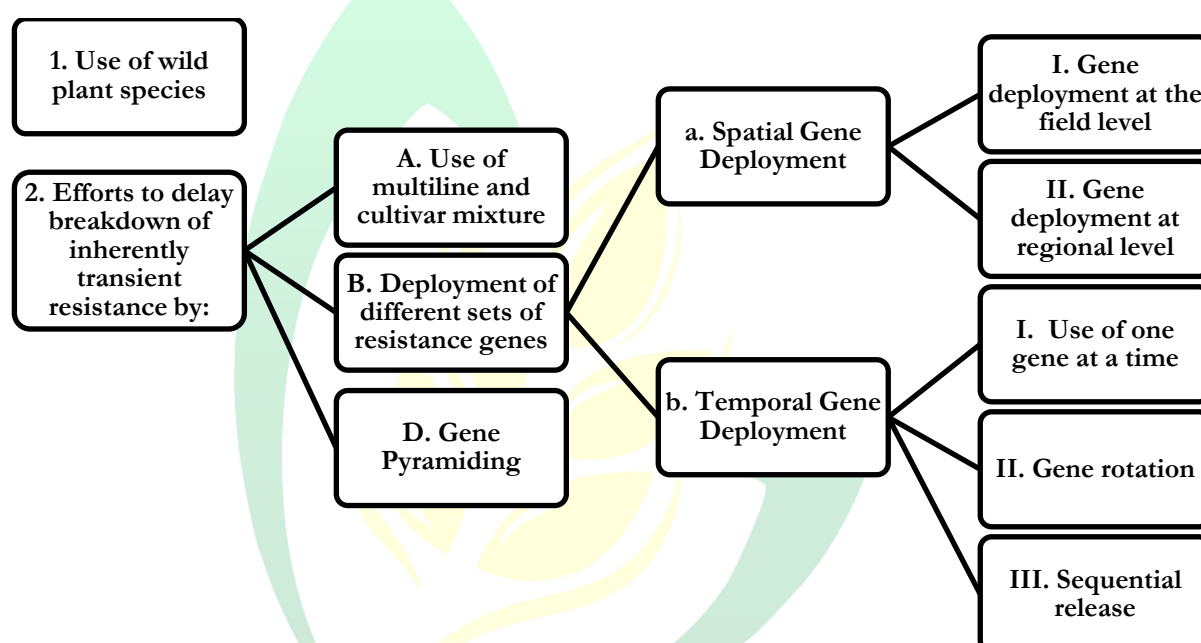 1. Use of wild
plant species
2. Efforts to delay
breakdown of
inherently
transient
resistance by:
A. Use of
multiline and
cultivar mixture
B. Deployment of
different sets of
resistance genes
D. Gene
Pyramiding
a. Spatial Gene
Deployment
b. Temporal Gene
Deployment
I. Gene
deployment at the
field level
II. Gene
deployment at
regional level
I. Use of one
gene at a time
II. Gene rotation
III. Sequential
release